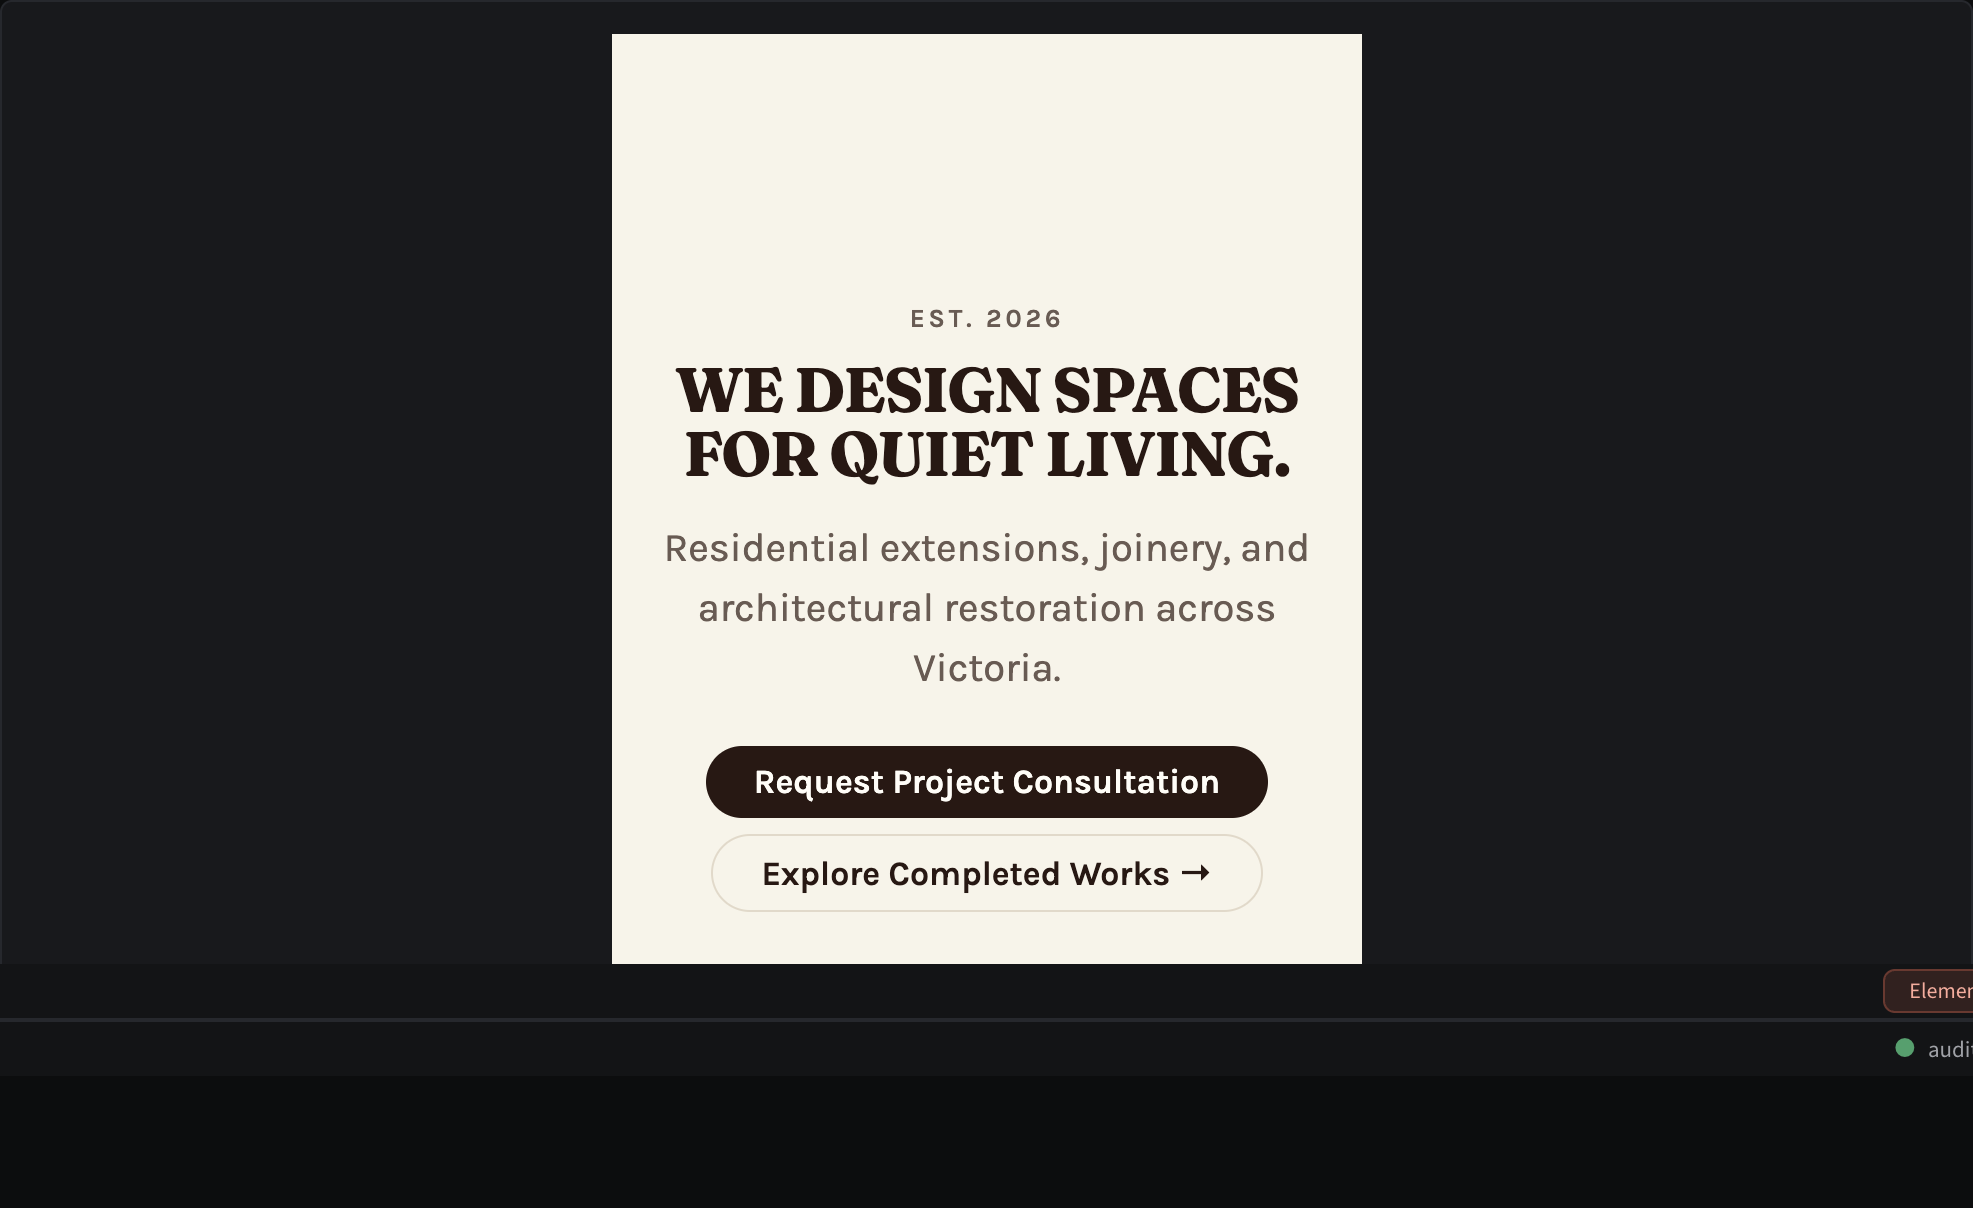 EST. 2026
WE DESIGN SPACES
FOR QUIET LIVING.
Residential extensions, joinery, and
architectural restoration across
Victoria.
Request Project Consultation
Explore Completed Works →